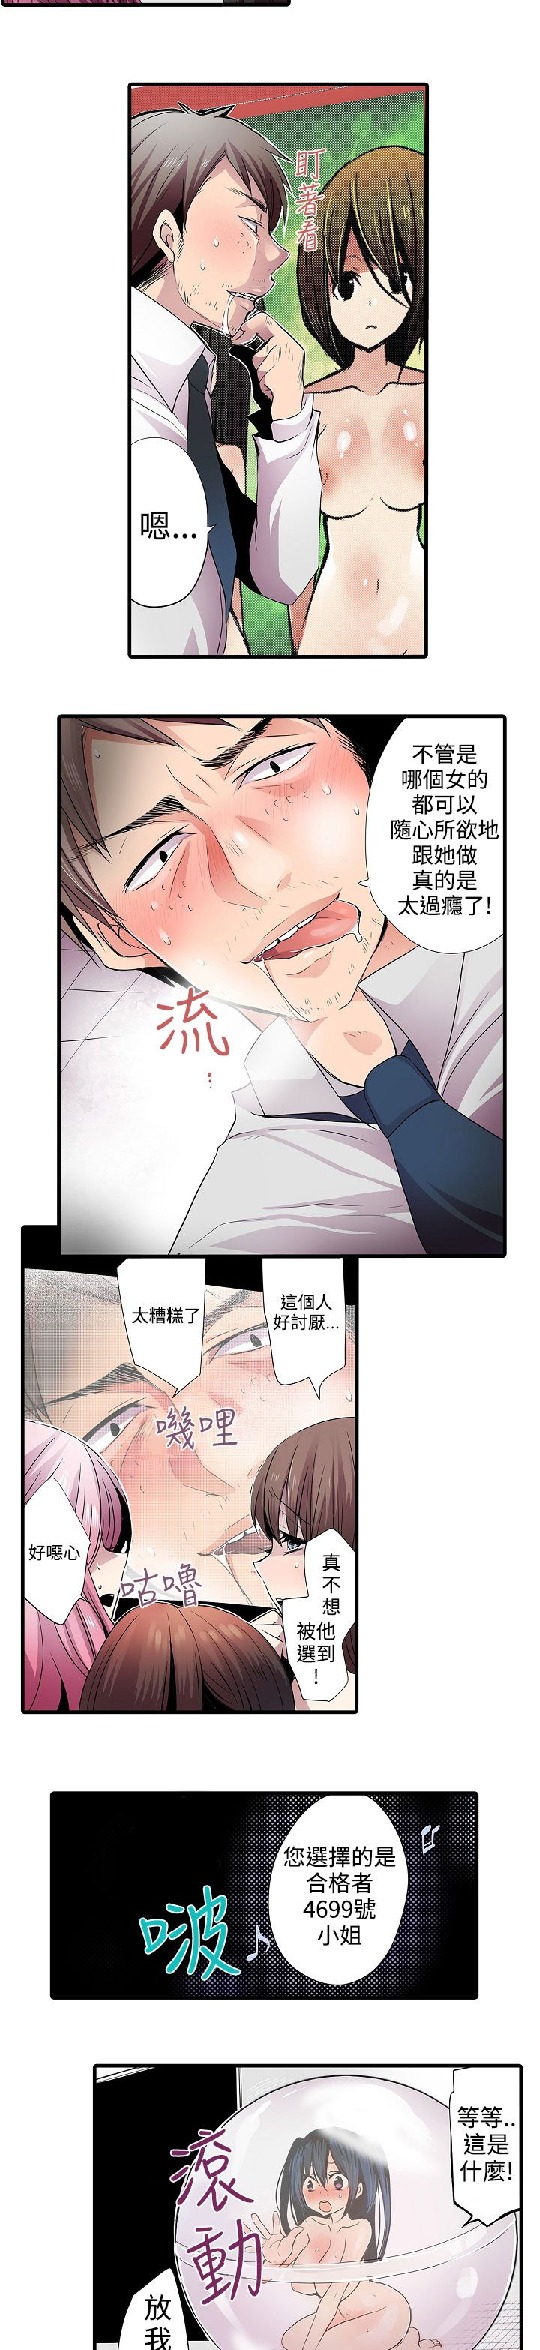 盯著看
嗯...
不管是
哪個女的
都可以
隨心所欲地
跟她做
真的是
太過癮了!
流
這個人
好討厭...
太糟糕了
嘰哩
好噁心
咕嚕
真不想
被他
選到
!
您選擇的是
合格者
4699號
小姐
啵
等等..
這是
什麼!
滾動
放我